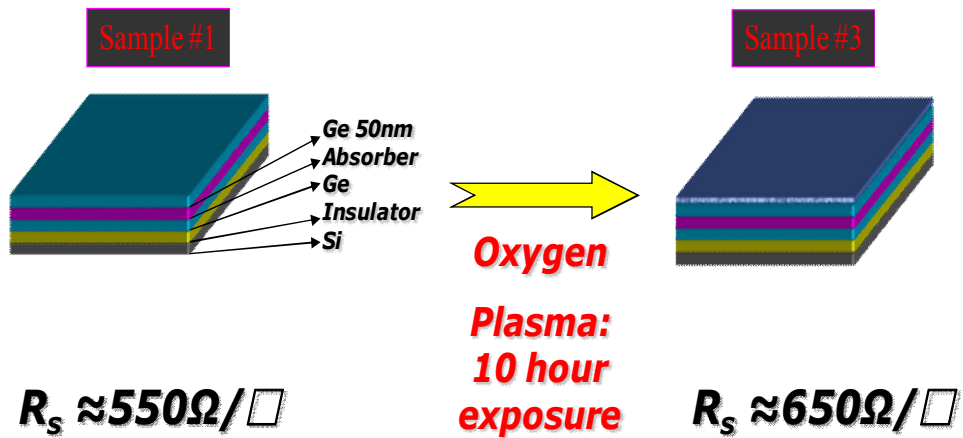 Sample #1
Sample #3
Ge 50nm
Absorber
Ge
Insulator
Si
Oxygen
Plasma:
10 hour
exposure
Rs ≈550Ω/□
Rs ≈650Ω/□